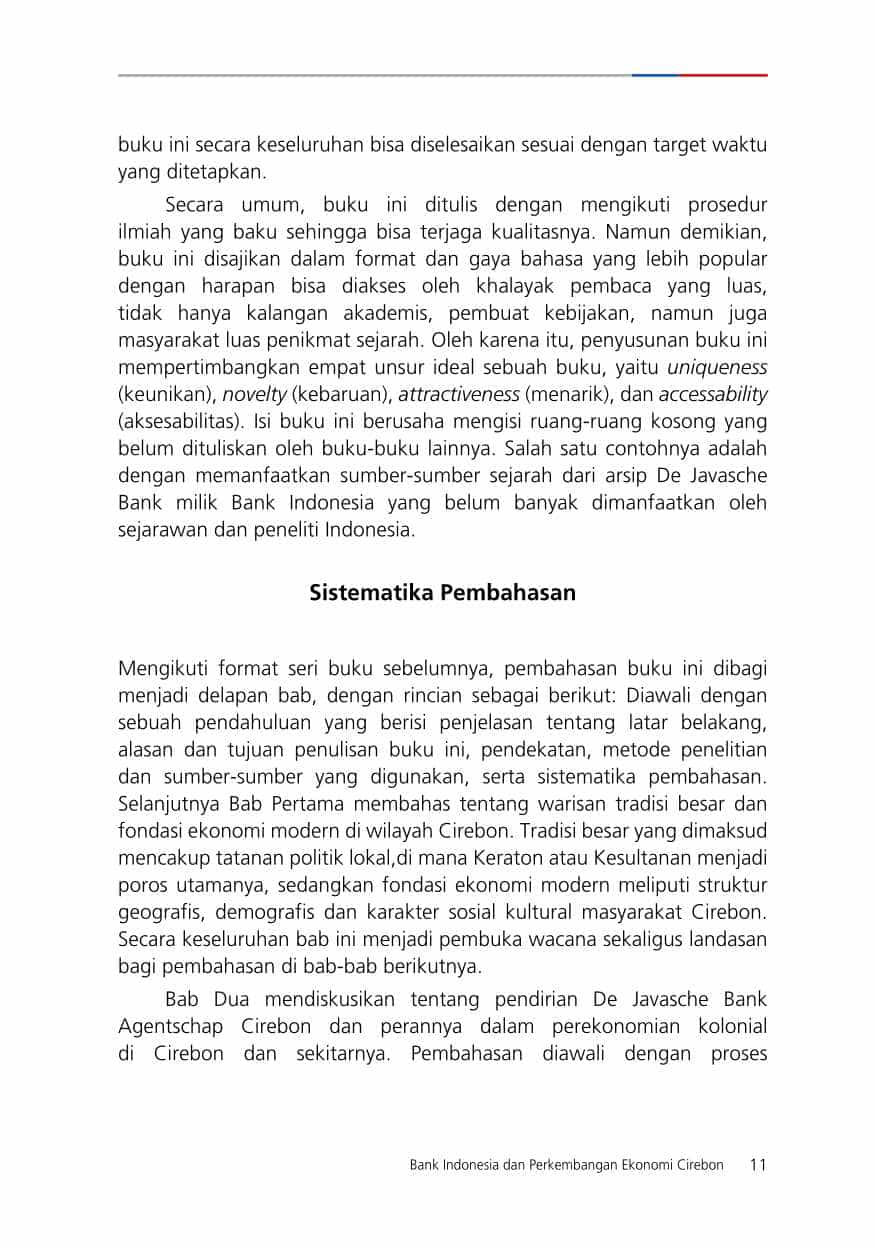 buku ini secara keseluruhan bisa diselesaikan sesuai dengan target waktu
yang ditetapkan.
Secara umum, buku ini ditulis dengan mengikuti prosedur
ilmiah yang baku sehingga bisa terjaga kualitasnya. Namun demikian,
buku ini disajikan dalam format dan gaya bahasa yang lebih popular
dengan harapan bisa diakses oleh khalayak pembaca yang luas,
tidak hanya kalangan akademis, pembuat kebijakan, namun juga
masyarakat luas penikmat sejarah. Oleh karena itu, penyusunan buku ini
mempertimbangkan empat unsur ideal sebuah buku, yaitu uniqueness
(keunikan), novelty (kebaruan), attractiveness (menarik), dan accessability
(aksesabilitas). Isi buku ini berusaha mengisi ruang-ruang kosong yang
belum dituliskan oleh buku-buku lainnya. Salah satu contohnya adalah
dengan memanfaatkan sumber-sumber sejarah dari arsip De Javasche
Bank milik Bank Indonesia yang belum banyak dimanfaatkan oleh
sejarawan dan peneliti Indonesia.
Sistematika Pembahasan
Mengikuti format seri buku sebelumnya, pembahasan buku ini dibagi
menjadi delapan bab, dengan rincian sebagai berikut: Diawali dengan
sebuah pendahuluan yang berisi penjelasan tentang latar belakang,
alasan dan tujuan penulisan buku ini, pendekatan, metode penelitian
dan sumber-sumber yang digunakan, serta sistematika pembahasan.
Selanjutnya Bab Pertama membahas tentang warisan tradisi besar dan
fondasi ekonomi modern di wilayah Cirebon. Tradisi besar yang dimaksud
mencakup tatanan politik lokal,di mana Keraton atau Kesultanan menjadi
poros utamanya, sedangkan fondasi ekonomi modern meliputi struktur
geografis, demografis dan karakter sosial kultural masyarakat Cirebon.
Secara keseluruhan bab ini menjadi pembuka wacana sekaligus landasan
bagi pembahasan di bab-bab berikutnya.
Bab Dua mendiskusikan tentang pendirian De Javasche Bank
Agentschap Cirebon dan perannya dalam perekonomian kolonial
di Cirebon dan sekitarnya. Pembahasan diawali dengan proses
Bank Indonesia dan Perkembangan Ekonomi Cirebon 11